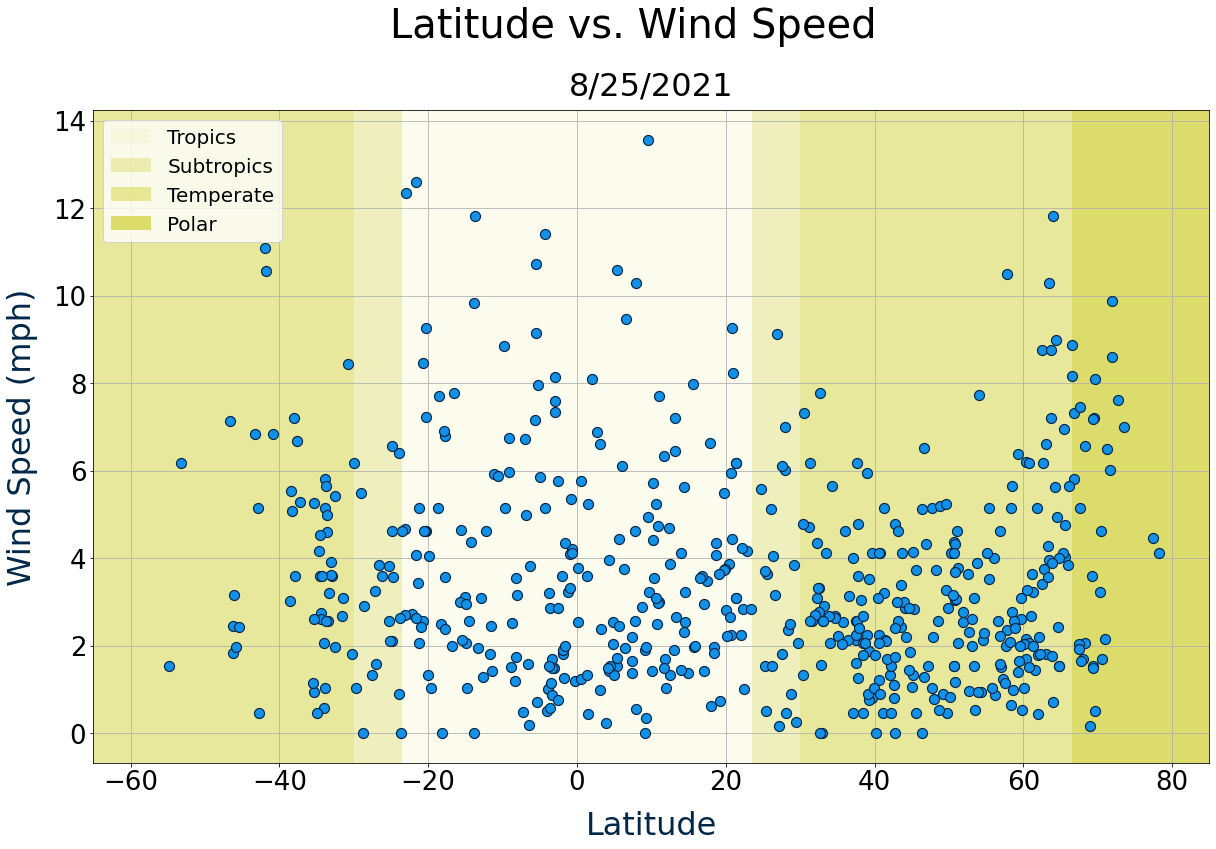 Latitude vs. Wind Speed
8/25/2021
Tropics
Subtropics
Temperate
Polar
Wind Speed (mph)
14
12
10
8
6
4
2
0
−60 −40 −20 0 20 40 60 80
Latitude